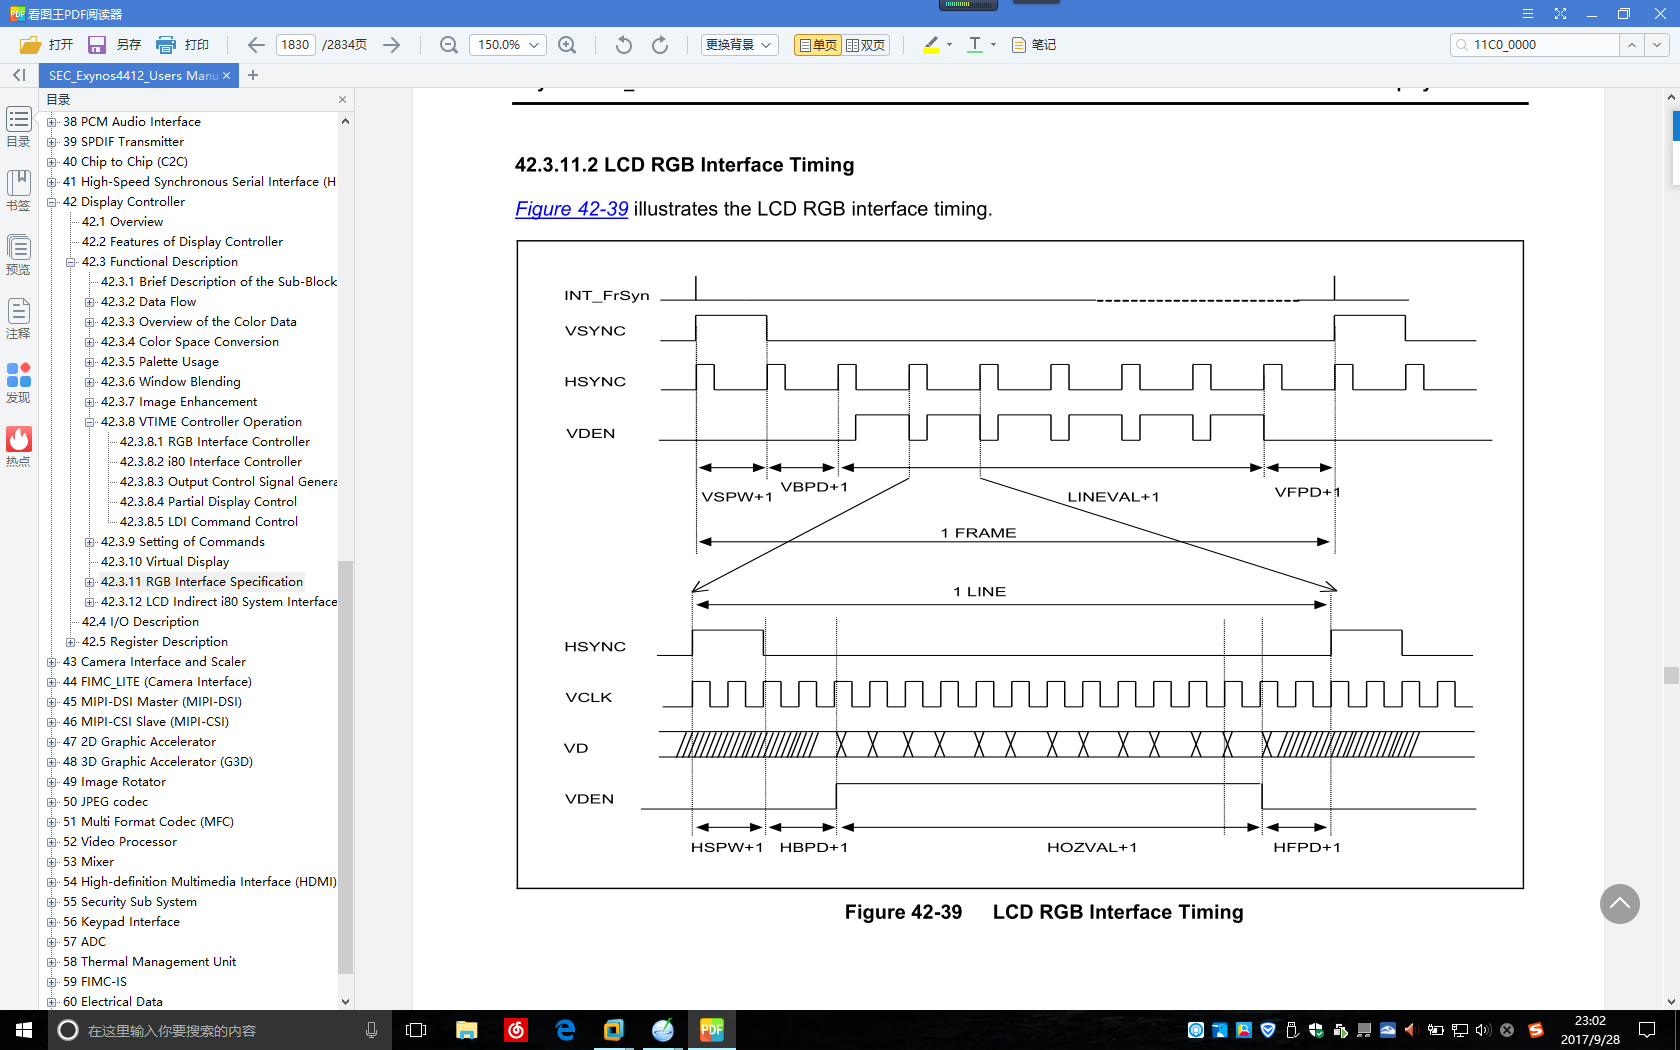 看图王PDF阅读器
打开 另存 打印 1830 /2834页 150.0% 更换背景 单页 双页 笔记 11C0_0000
SEC_Exynos4412_Users Manu
目录
目录
书签
预览
注释
发现
热点
38 PCM Audio Interface
39 SPDIF Transmitter
40 Chip to Chip (C2C)
41 High-Speed Synchronous Serial Interface (H
42 Display Controller
42.1 Overview
42.2 Features of Display Controller
42.3 Functional Description
42.3.1 Brief Description of the Sub-Block
42.3.2 Data Flow
42.3.3 Overview of the Color Data
42.3.4 Color Space Conversion
42.3.5 Palette Usage
42.3.6 Window Blending
42.3.7 Image Enhancement
42.3.8 VTIME Controller Operation
42.3.8.1 RGB Interface Controller
42.3.8.2 i80 Interface Controller
42.3.8.3 Output Control Signal Genera
42.3.8.4 Partial Display Control
42.3.8.5 LDI Command Control
42.3.9 Setting of Commands
42.3.10 Virtual Display
42.3.11 RGB Interface Specification
42.3.12 LCD Indirect i80 System Interface
42.4 I/O Description
42.5 Register Description
43 Camera Interface and Scaler
44 FIMC_LITE (Camera Interface)
45 MIPI-DSI Master (MIPI-DSI)
46 MIPI-CSI Slave (MIPI-CSI)
47 2D Graphic Accelerator
48 3D Graphic Accelerator (G3D)
49 Image Rotator
50 JPEG codec
51 Multi Format Codec (MFC)
52 Video Processor
53 Mixer
54 High-definition Multimedia Interface (HDMI)
55 Security Sub System
56 Keypad Interface
57 ADC
58 Thermal Management Unit
59 FIMC-IS
60 Electrical Data
42.3.11.2 LCD RGB Interface Timing
Figure 42-39 illustrates the LCD RGB interface timing.
INT_FrSyn
VSYNC
HSYNC
VDEN
VSPW+1 VBPD+1 LINEVAL+1 VFPD+1
1 FRAME
1 LINE
HSYNC
VCLK
VD
VDEN
HSPW+1 HBPD+1 HOZVAL+1 HFPD+1
Figure 42-39 LCD RGB Interface Timing
在这里输入你要搜索的内容
PDF
23:02
2017/9/28